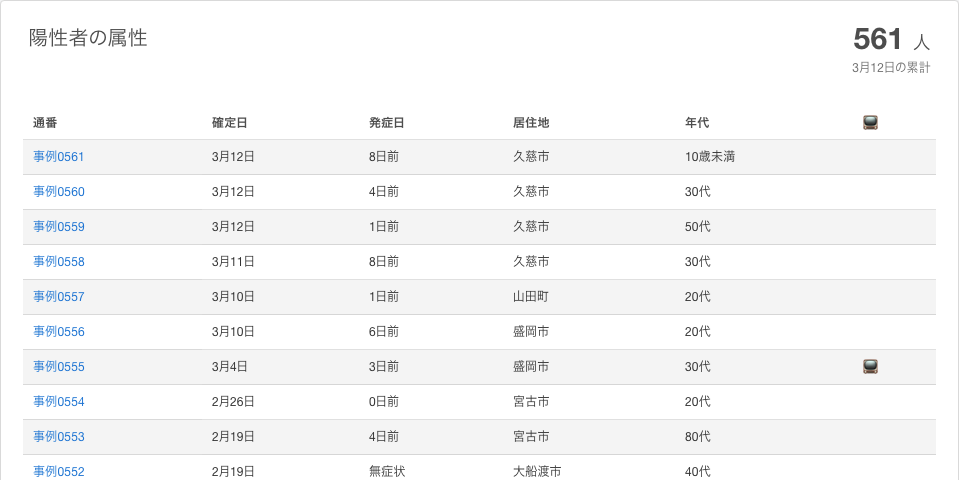 陽性者の属性
561 人
3月12日の累計
通番 確定日 発症日 居住地 年代
事例0561 3月12日 8日前 久慈市 10歳未満
事例0560 3月12日 4日前 久慈市 30代
事例0559 3月12日 1日前 久慈市 50代
事例0558 3月11日 8日前 久慈市 30代
事例0557 3月10日 1日前 山田町 20代
事例0556 3月10日 6日前 盛岡市 20代
事例0555 3月4日 3日前 盛岡市 30代
事例0554 2月26日 0日前 宮古市 20代
事例0553 2月19日 4日前 宮古市 80代
事例0552 2月19日 無症状 大船渡市 40代